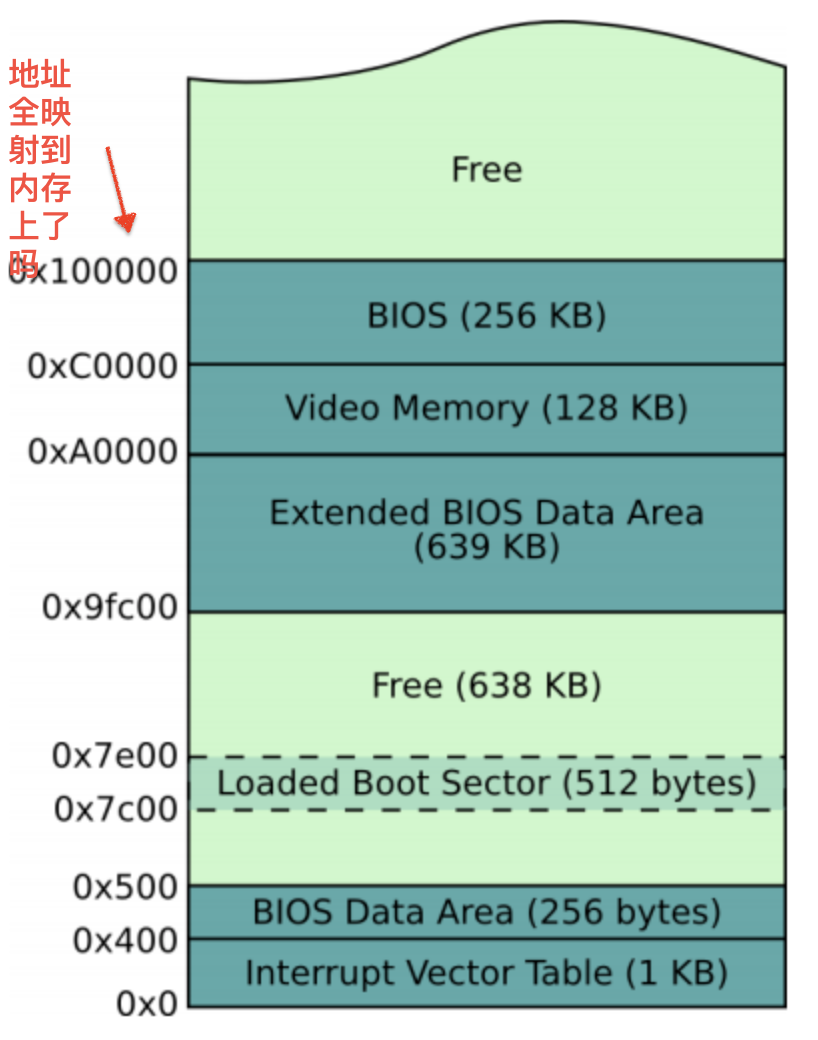 地址
全映
射到
内存
上了
吗
Free
0x100000
BIOS (256 KB)
0xC0000
Video Memory (128 KB)
0xA0000
Extended BIOS Data Area
(639 KB)
0x9fc00
Free (638 KB)
0x7e00
Loaded Boot Sector (512 bytes)
0x7c00
0x500
BIOS Data Area (256 bytes)
0x400
Interrupt Vector Table (1 KB)
0x0